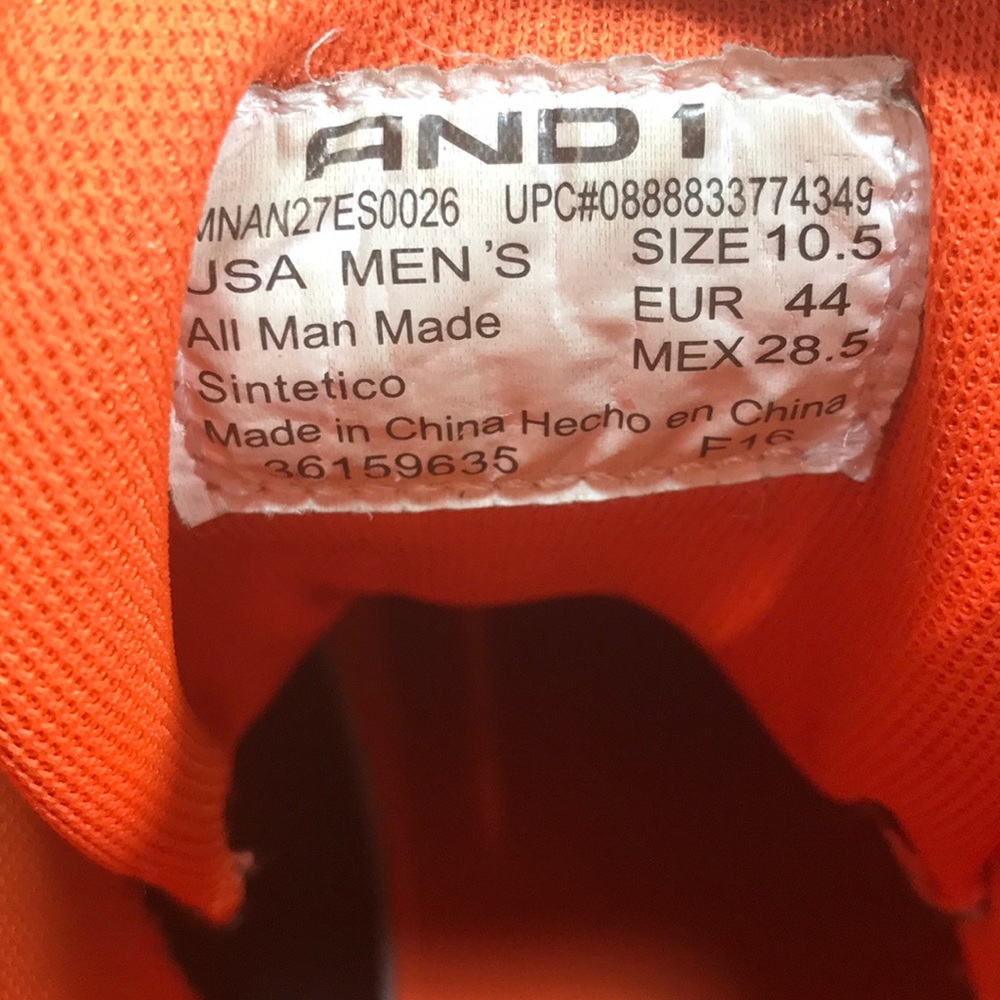 AND1
MNAN27ES0026 UPC#0888833774349
USA MEN'S SIZE 10.5
All Man Made EUR 44
Sintetico MEX 28.5
Made in China Hecho en China
36159635 F16